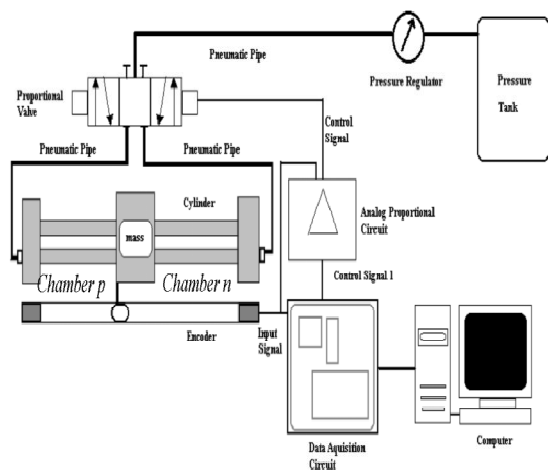 Pneumatic Pipe
Pressure Regulator
Pressure
Tank
Proportional
Valve
Control
Signal
Pneumatic Pipe
Pneumatic Pipe
Cylinder
mass
Analog Proportional
Circuit
Chamber p
Chamber n
Control Signal 1
Encoder
Input
Signal
Data Aquisition
Circuit
Computer